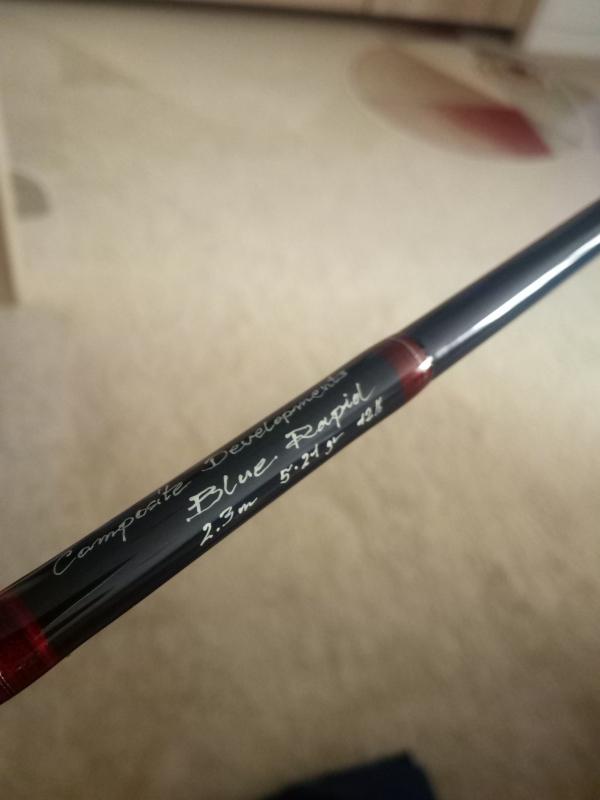 Composite Developments
Blue Rapid
2.3m 5-21 gr